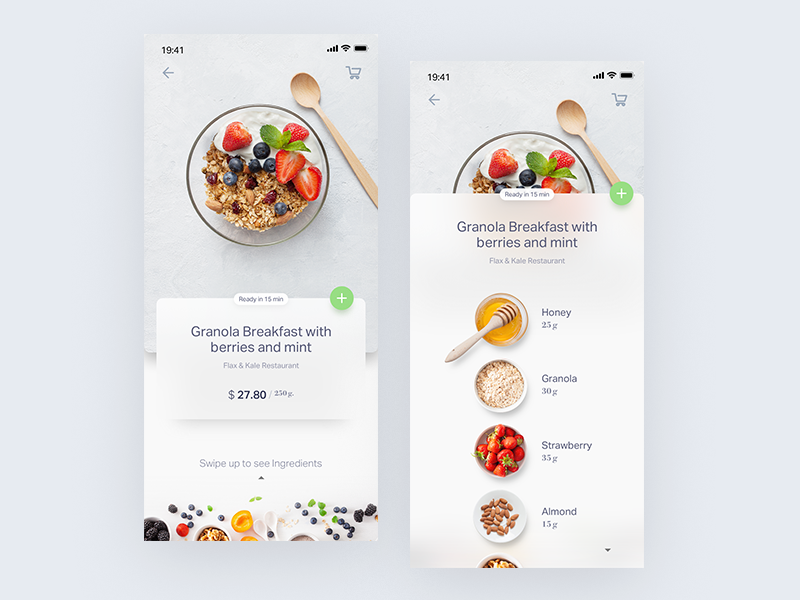 19:41
Ready in 15 min
Granola Breakfast with
berries and mint
Flax & Kale Restaurant
$ 27.80 / 250 g.
Swipe up to see Ingredients
19:41
Ready in 15 min
Granola Breakfast with
berries and mint
Flax & Kale Restaurant
Honey
25 g
Granola
30 g
Strawberry
35 g
Almond
15 g